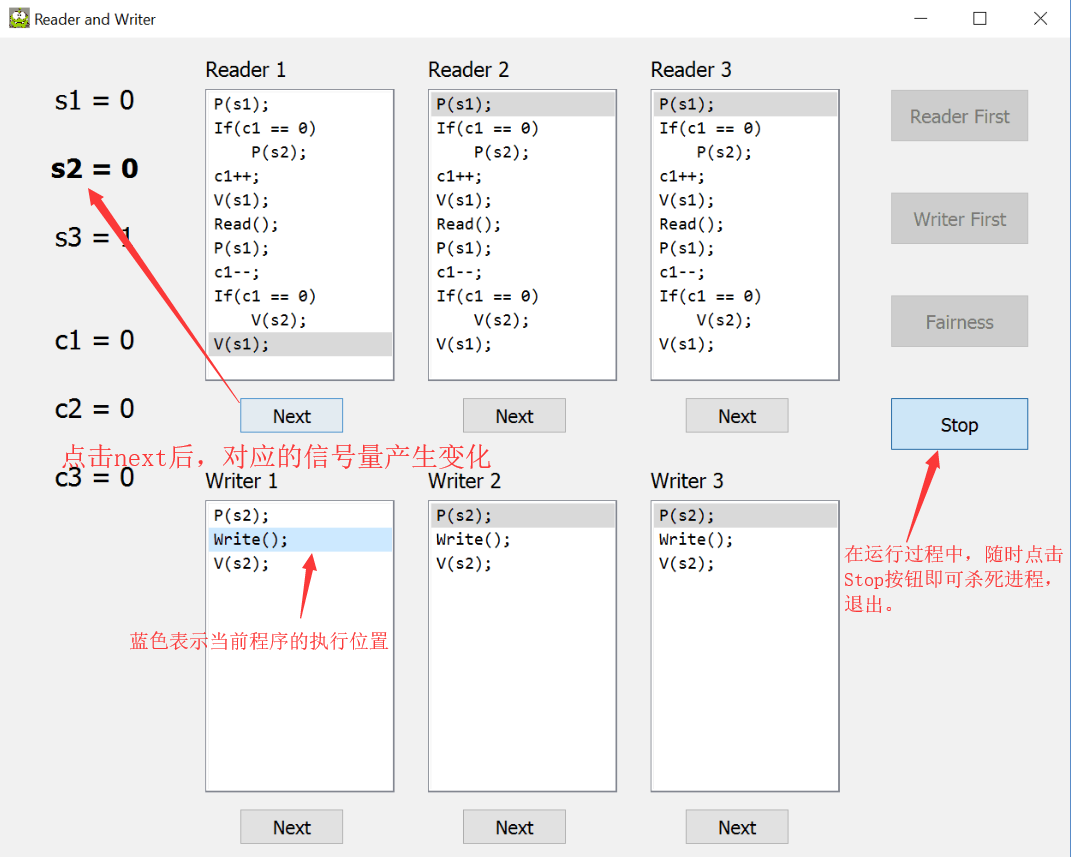 Reader and Writer
s1 = 0
s2 = 0
s3 = 1
c1 = 0
c2 = 0
c3 = 0
Reader 1
P(s1);
If(c1 == 0)
P(s2);
c1++;
V(s1);
Read();
P(s1);
c1--;
If(c1 == 0)
V(s2);
V(s1);
Next
Reader 2
P(s1);
If(c1 == 0)
P(s2);
c1++;
V(s1);
Read();
P(s1);
c1--;
If(c1 == 0)
V(s2);
V(s1);
Next
Reader 3
P(s1);
If(c1 == 0)
P(s2);
c1++;
V(s1);
Read();
P(s1);
c1--;
If(c1 == 0)
V(s2);
V(s1);
Next
Reader First
Writer First
Fairness
Stop
点击next后，对应的信号量产生变化
Writer 1
P(s2);
Write();
V(s2);
蓝色表示当前程序的执行位置
Next
Writer 2
P(s2);
Write();
V(s2);
Next
Writer 3
P(s2);
Write();
V(s2);
Next
在运行过程中，随时点击
Stop按钮即可杀死进程，
退出。